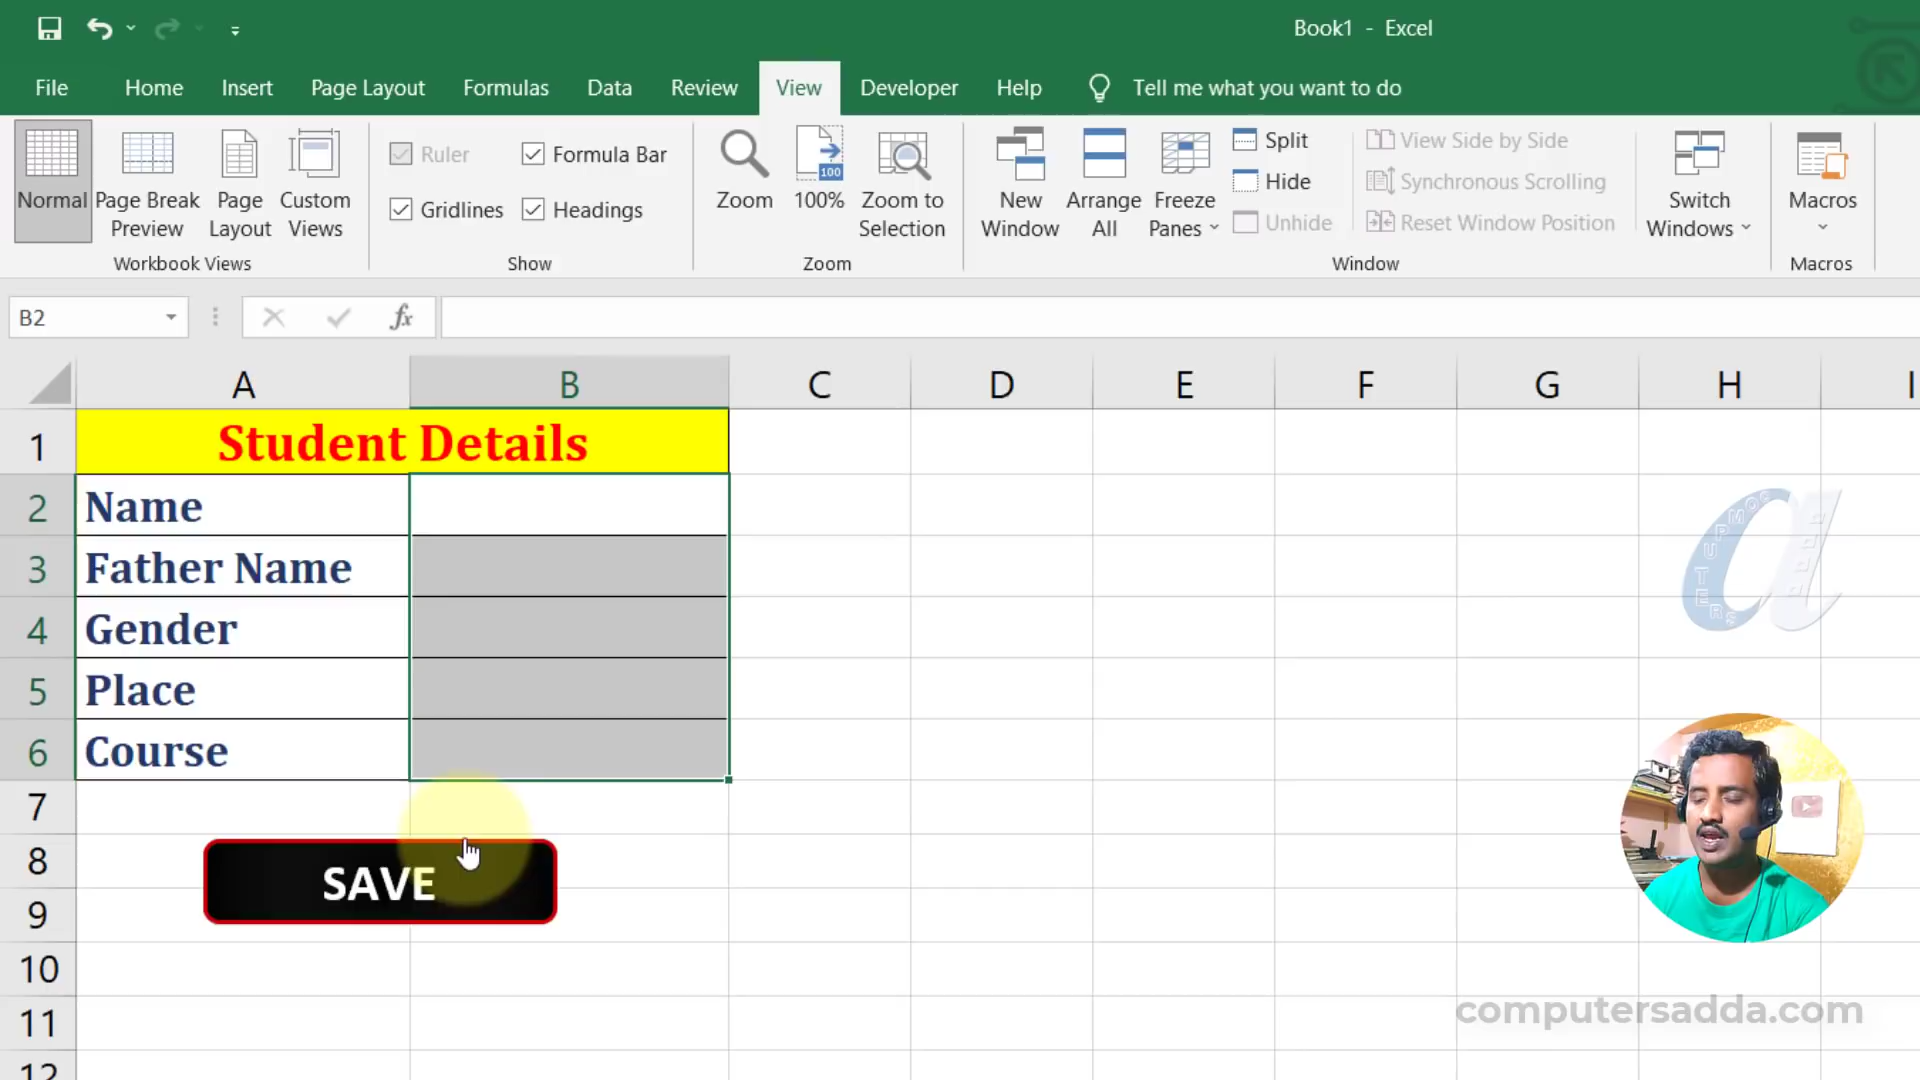 Book1 - Excel
File Home Insert Page Layout Formulas Data Review View Developer Help Tell me what you want to do
Normal
Page Break Preview
Page Layout
Custom Views
Workbook Views
Ruler
Formula Bar
Gridlines
Headings
Show
Zoom
100
100%
Zoom to Selection
Zoom
New Window
Arrange All
Freeze Panes
Split
Hide
Unhide
View Side by Side
Synchronous Scrolling
Reset Window Position
Window
Switch Windows
Macros
Macros
B2
fx
A B C D E F G H I
1 Student Details
2 Name
3 Father Name
4 Gender
5 Place
6 Course
7
8
9
SAVE
10
11
12
computersadda.com